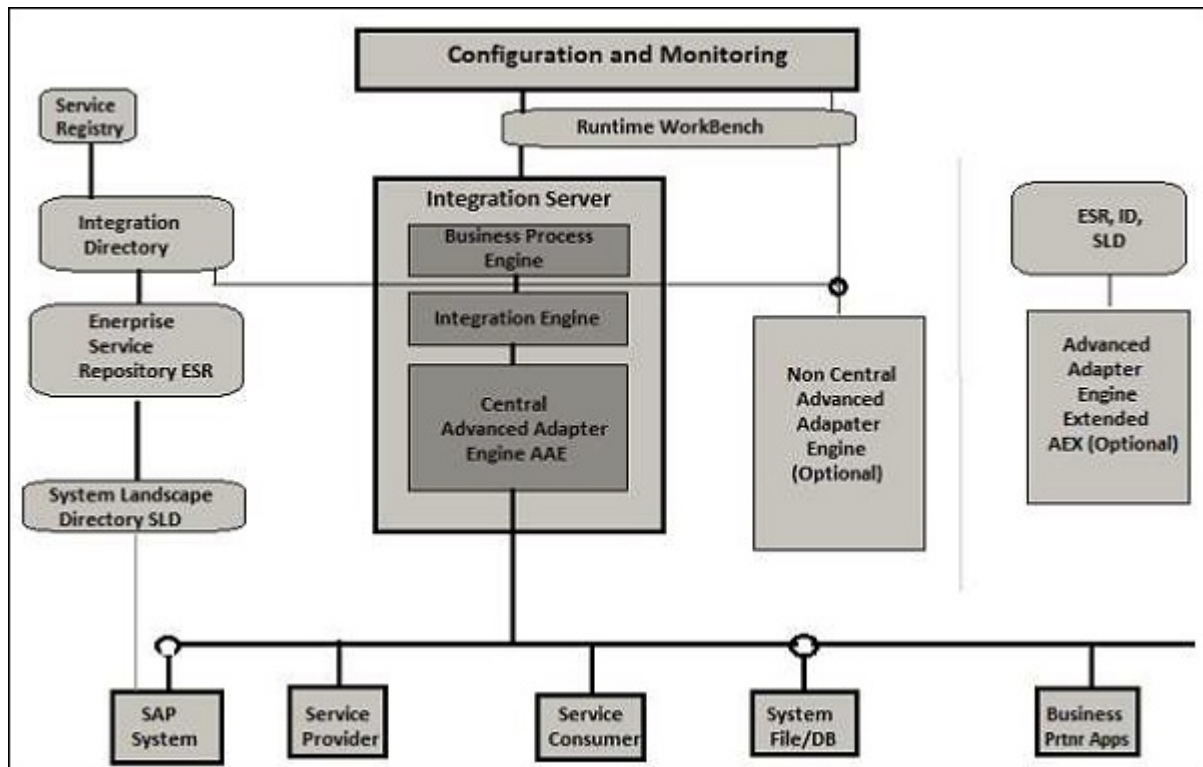 Configuration and Monitoring
Service
Registry
Runtime WorkBench
Integration
Directory
Integration Server
Business Process
Engine
Integration Engine
Central
Advanced Adapter
Engine AAE
ESR, ID,
SLD
Enerprise
Service
Repository ESR
Non Central
Advanced
Adapater
Engine
(Optional)
Advanced
Adapter
Engine
Extended
AEX (Optional)
System Landscape
Directory SLD
SAP
System
Service
Provider
Service
Consumer
System
File/DB
Business
Prtnr Apps